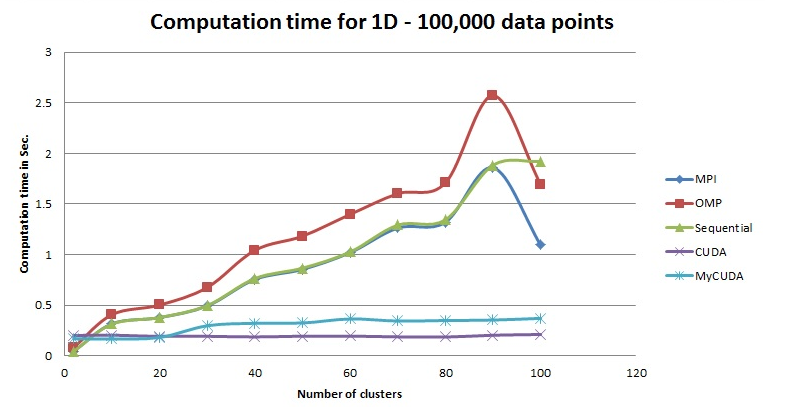 Computation time for 1D - 100,000 data points
3
2.5
2
1.5
1
0.5
0
0 20 40 60 80 100 120
Computation time in Sec.
Number of clusters
MPI
OMP
Sequential
CUDA
MyCUDA